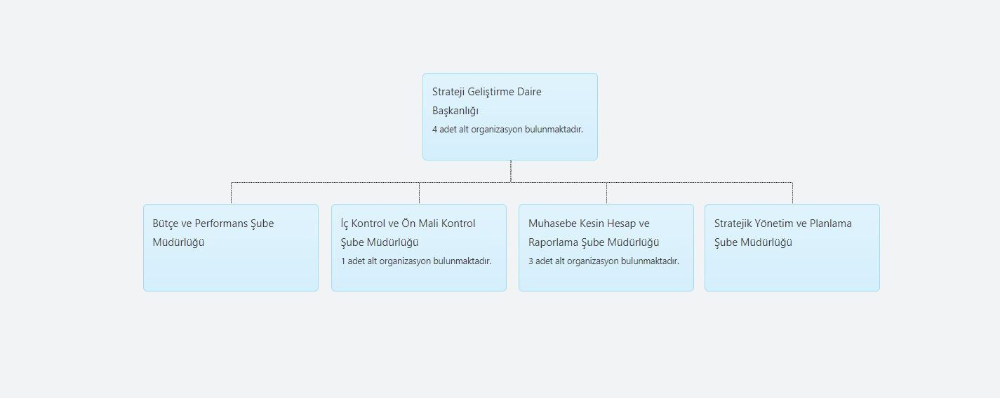 Strateji Geliştirme Daire
Başkanlığı
4 adet alt organizasyon bulunmaktadır.
Bütçe ve Performans Şube
Müdürlüğü
İç Kontrol ve Ön Mali Kontrol
Şube Müdürlüğü
1 adet alt organizasyon bulunmaktadır.
Muhasebe Kesin Hesap ve
Raporlama Şube Müdürlüğü
3 adet alt organizasyon bulunmaktadır.
Stratejik Yönetim ve Planlama
Şube Müdürlüğü